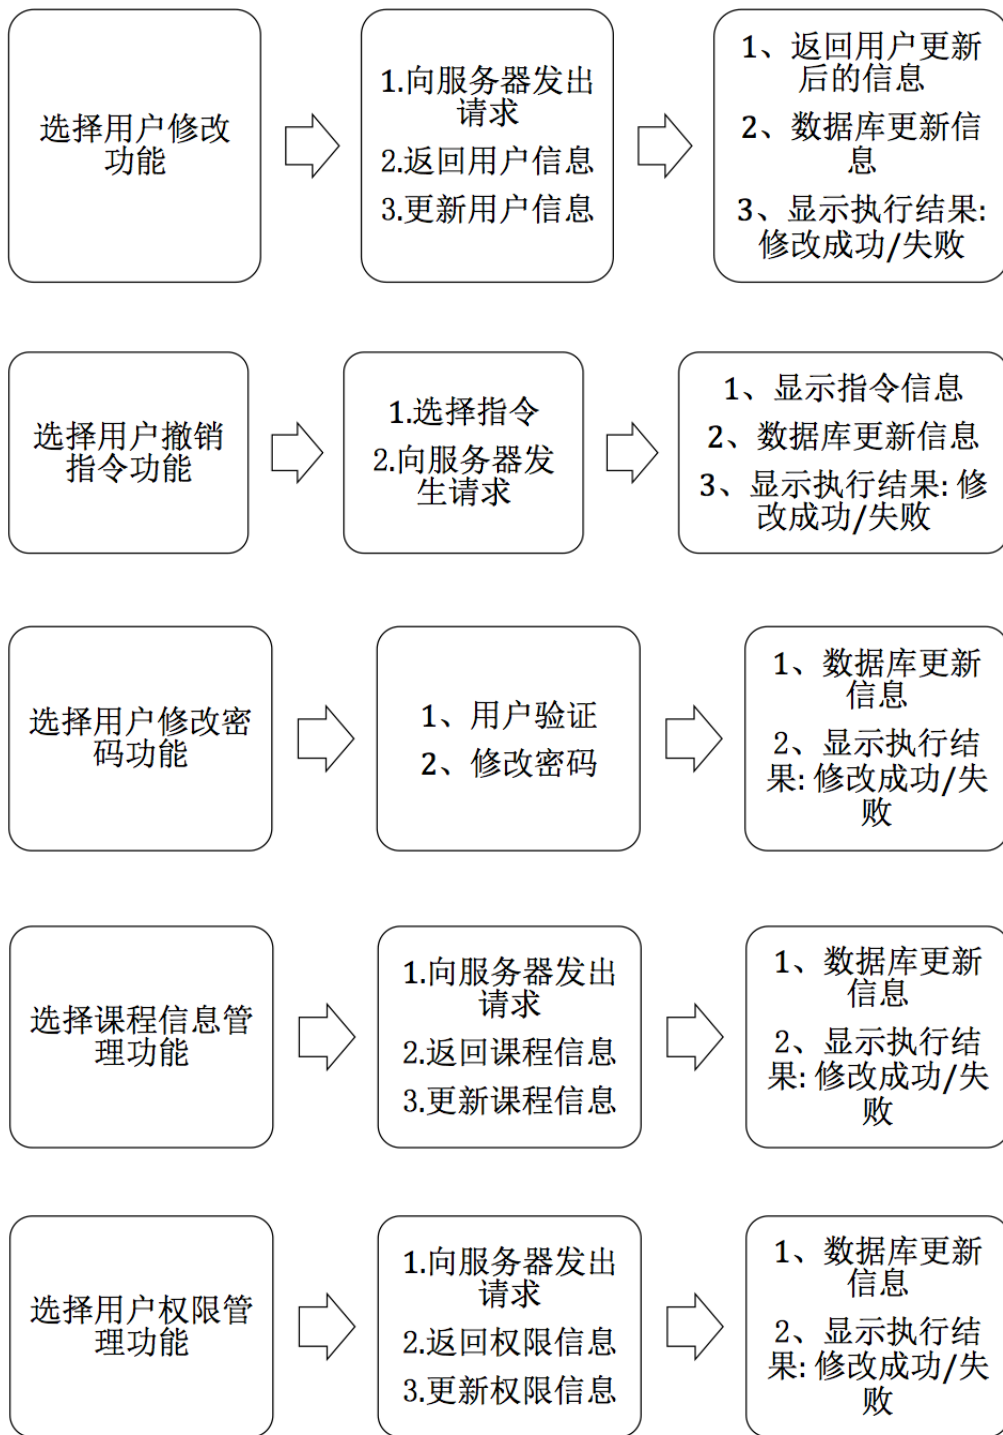 选择用户修改
功能
1.向服务器发出
请求
2.返回用户信息
3.更新用户信息
1、返回用户更新
后的信息
2、数据库更新信
息
3、显示执行结果:
修改成功/失败
选择用户撤销
指令功能
1.选择指令
2.向服务器发
生请求
1、显示指令信息
2、数据库更新信息
3、显示执行结果: 修
改成功/失败
选择用户修改密
码功能
1、用户验证
2、修改密码
1、数据库更新
信息
2、显示执行结
果: 修改成功/失
败
选择课程信息管
理功能
1.向服务器发出
请求
2.返回课程信息
3.更新课程信息
1、数据库更新
信息
2、显示执行结
果: 修改成功/失
败
选择用户权限管
理功能
1.向服务器发出
请求
2.返回权限信息
3.更新权限信息
1、数据库更新
信息
2、显示执行结
果: 修改成功/失
败